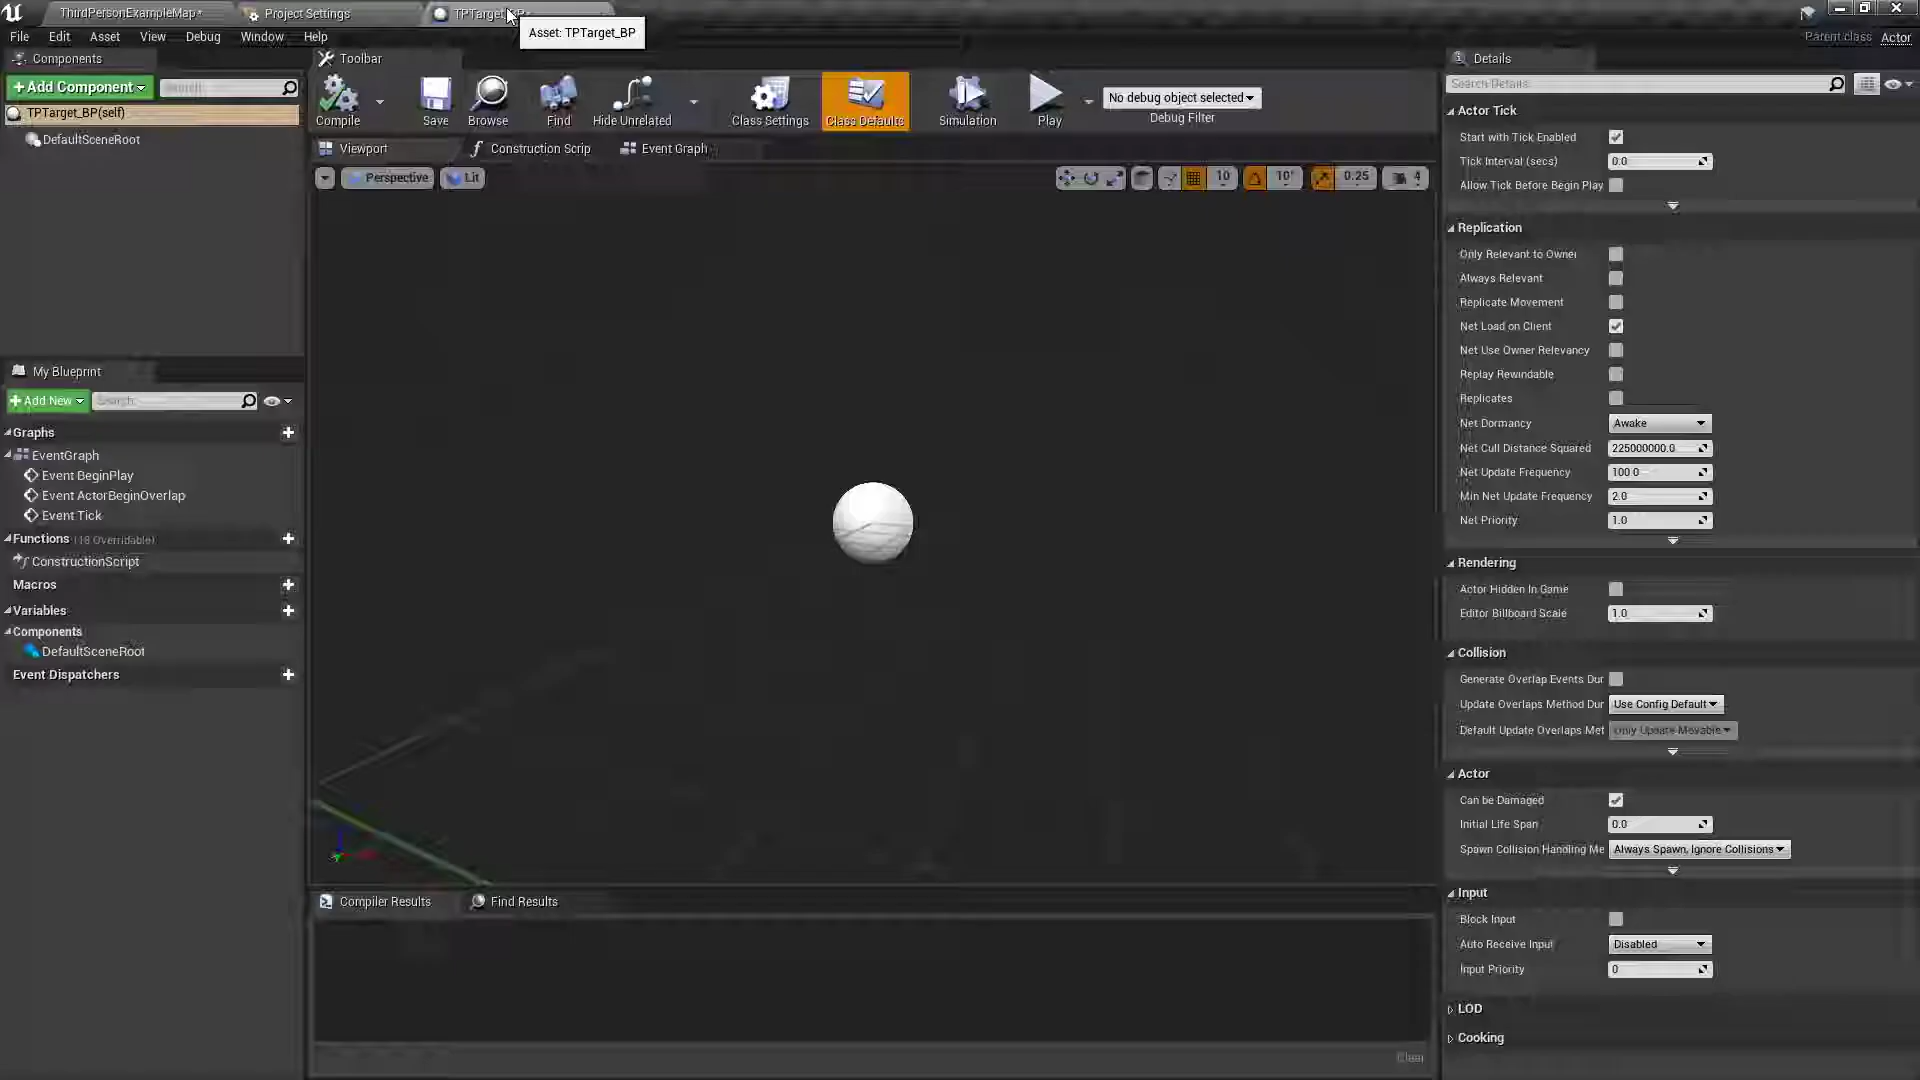 ThirdPersonExampleMap*
Project Settings
TPTarget_BP*
Asset: TPTarget_BP
File
Edit
Asset
View
Debug
Window
Help
Parent class
Actor
Components
+Add Component
Search
TPTarget_BP(self)
DefaultSceneRoot
Toolbar
Compile
Save
Browse
Find
Hide Unrelated
Class Settings
Class Defaults
Simulation
Play
No debug object selected
Debug Filter
Viewport
Construction Scrip
Event Graph
Perspective
Lit
10
10°
0.25
4
My Blueprint
+Add New
Search
Graphs
EventGraph
Event BeginPlay
Event ActorBeginOverlap
Event Tick
Functions (18 Overridable)
ConstructionScript
Macros
Variables
Components
DefaultSceneRoot
Event Dispatchers
Compiler Results
Find Results
Clear
Details
Search Details
Actor Tick
Start with Tick Enabled
Tick Interval (secs) 0.0
Allow Tick Before Begin Play
Replication
Only Relevant to Owner
Always Relevant
Replicate Movement
Net Load on Client
Net Use Owner Relevancy
Replay Rewindable
Replicates
Net Dormancy Awake
Net Cull Distance Squared 225000000.0
Net Update Frequency 100.0
Min Net Update Frequency 2.0
Net Priority 1.0
Rendering
Actor Hidden In Game
Editor Billboard Scale 1.0
Collision
Generate Overlap Events Dur
Update Overlaps Method Dur Use Config Default
Default Update Overlaps Met Only Update Movable
Actor
Can be Damaged
Initial Life Span 0.0
Spawn Collision Handling Me Always Spawn, Ignore Collisions
Input
Block Input
Auto Receive Input Disabled
Input Priority 0
LOD
Cooking